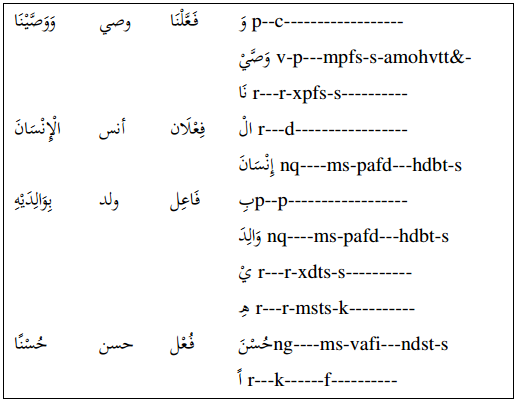 وَوَصَّيْنَا وصي فَعَّلْنَا وَ p--c------------------
وَصَّيْ v-p---mpfs-s-amohvtt&-
نَا r---r-xpfs-s----------
الْإِنْسَانَ أنس فِعْلَان الْ r---d-----------------
إِنْسَانَ nq----ms-pafd---hdbt-s
بِوَالِدَيْهِ ولد فَاعِل بِ p--p------------------
وَالِدَ nq----ms-pafd---hdbt-s
يْ r---r-xdts-s----------
هِ r---r-msts-k----------
حُسْنًا حسن فُعْل حُسْنَ ng----ms-vafi---ndst-s
اً r---k------f----------